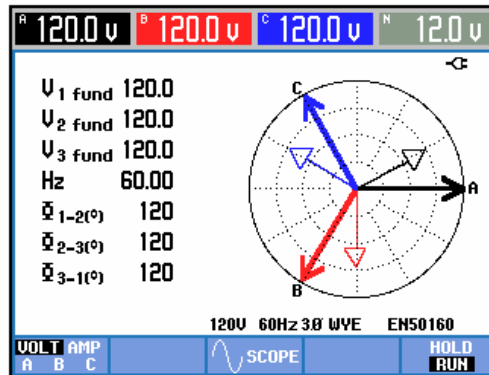 A 120.0 V B 120.0 V C 120.0 V N 12.0 V
V1 fund 120.0
V2 fund 120.0
V3 fund 120.0
Hz 60.00
Φ1-2(°) 120
Φ2-3(°) 120
Φ3-1(°) 120
C
A
B
120V 60Hz 3.Ø WYE EN50160
VOLT AMP
A B C
SCOPE
HOLD
RUN